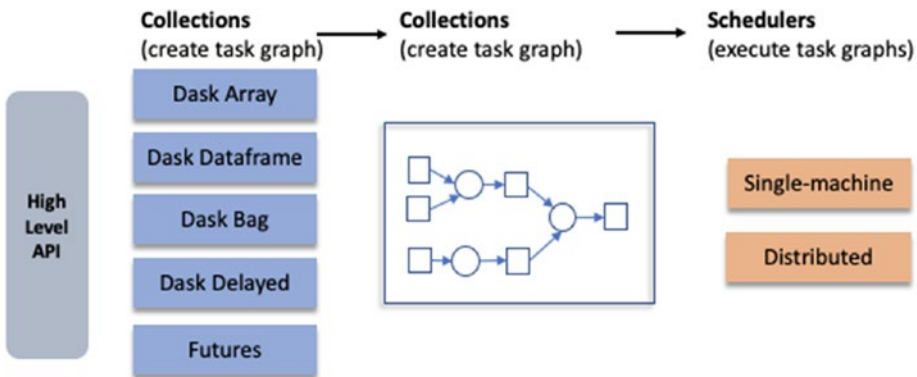 Collections
(create task graph)
Collections
(create task graph)
Schedulers
(execute task graphs)
High
Level
API
Dask Array
Dask Dataframe
Dask Bag
Dask Delayed
Futures
Single-machine
Distributed